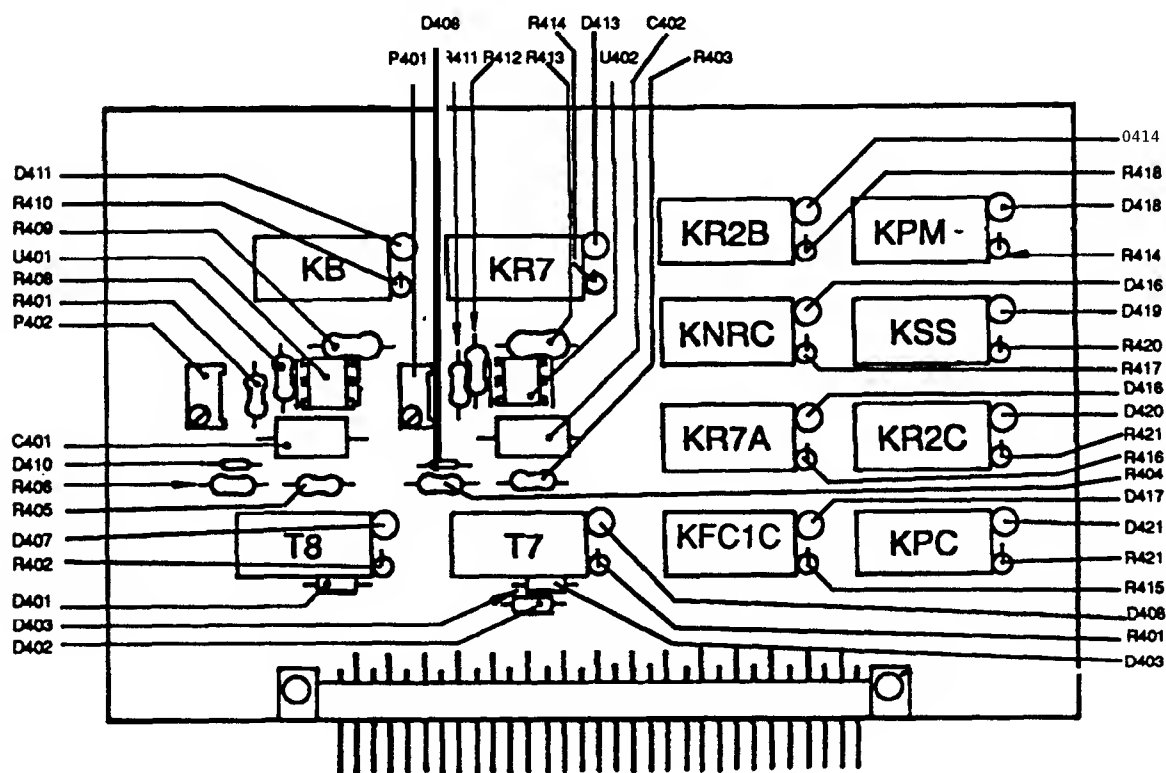 D408
R414
D413
C402
P401
R411
R412
R413
U402
R403
D411
R410
R409
U401
R408
R401
P402
C401
D410
R406
R405
D407
R402
D401
D403
D402
KB
KR7
KR2B
KPM -
KNRC
KSS
KR7A
KR2C
T8
T7
KFC1C
KPC
0414
R418
D418
R414
D416
D419
R420
R417
D416
D420
R421
R416
R404
D417
D421
R421
R415
D408
R401
D403